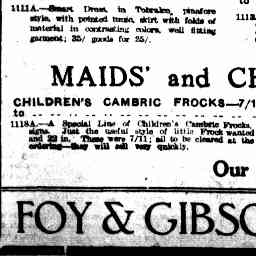 1111A.—Smart Dress, in Tobralco, pinafore
style, with pointed tunic, skirt with folds of
material in contrasting colors, well fitting
garment; 35/ goods for 25/.
to
111
MAIDS' and CH
CHILDREN'S CAMBRIC FROCKS—7/1
to
1118A.—A Special Line of Children's Cambric Frocks,
signs. Just the useful style of little Frock wanted
and 22 in. These were 7/11; all to be cleared at the
ordering—they will sell very quickly.
Our
FOY & GIBSO